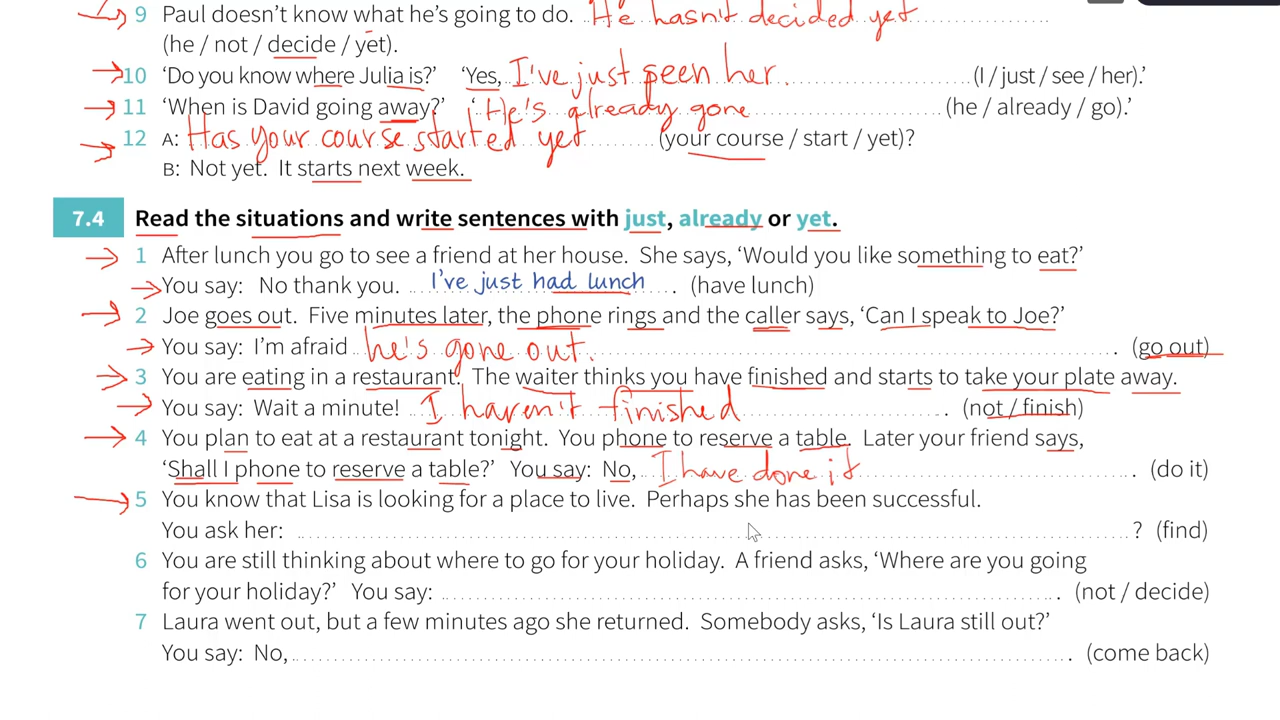 9 Paul doesn't know what he's going to do. He hasn't decided yet
(he / not / decide / yet).
10 'Do you know where Julia is?' 'Yes, I've just seen her. (I / just / see / her).'
11 'When is David going away?' 'He's already gone (he / already / go).'
12 A: Has your course started yet (your course / start / yet)?
B: Not yet. It starts next week.
7.4 Read the situations and write sentences with just, already or yet.
1 After lunch you go to see a friend at her house. She says, 'Would you like something to eat?'
You say: No thank you. I've just had lunch. (have lunch)
2 Joe goes out. Five minutes later, the phone rings and the caller says, 'Can I speak to Joe?'
You say: I'm afraid he's gone out. . (go out)
3 You are eating in a restaurant. The waiter thinks you have finished and starts to take your plate away.
You say: Wait a minute! I haven't finished . (not / finish)
4 You plan to eat at a restaurant tonight. You phone to reserve a table. Later your friend says,
'Shall I phone to reserve a table?' You say: No, I have done it . (do it)
5 You know that Lisa is looking for a place to live. Perhaps she has been successful.
You ask her: ? (find)
6 You are still thinking about where to go for your holiday. A friend asks, 'Where are you going
for your holiday?' You say: . (not / decide)
7 Laura went out, but a few minutes ago she returned. Somebody asks, 'Is Laura still out?'
You say: No, . (come back)